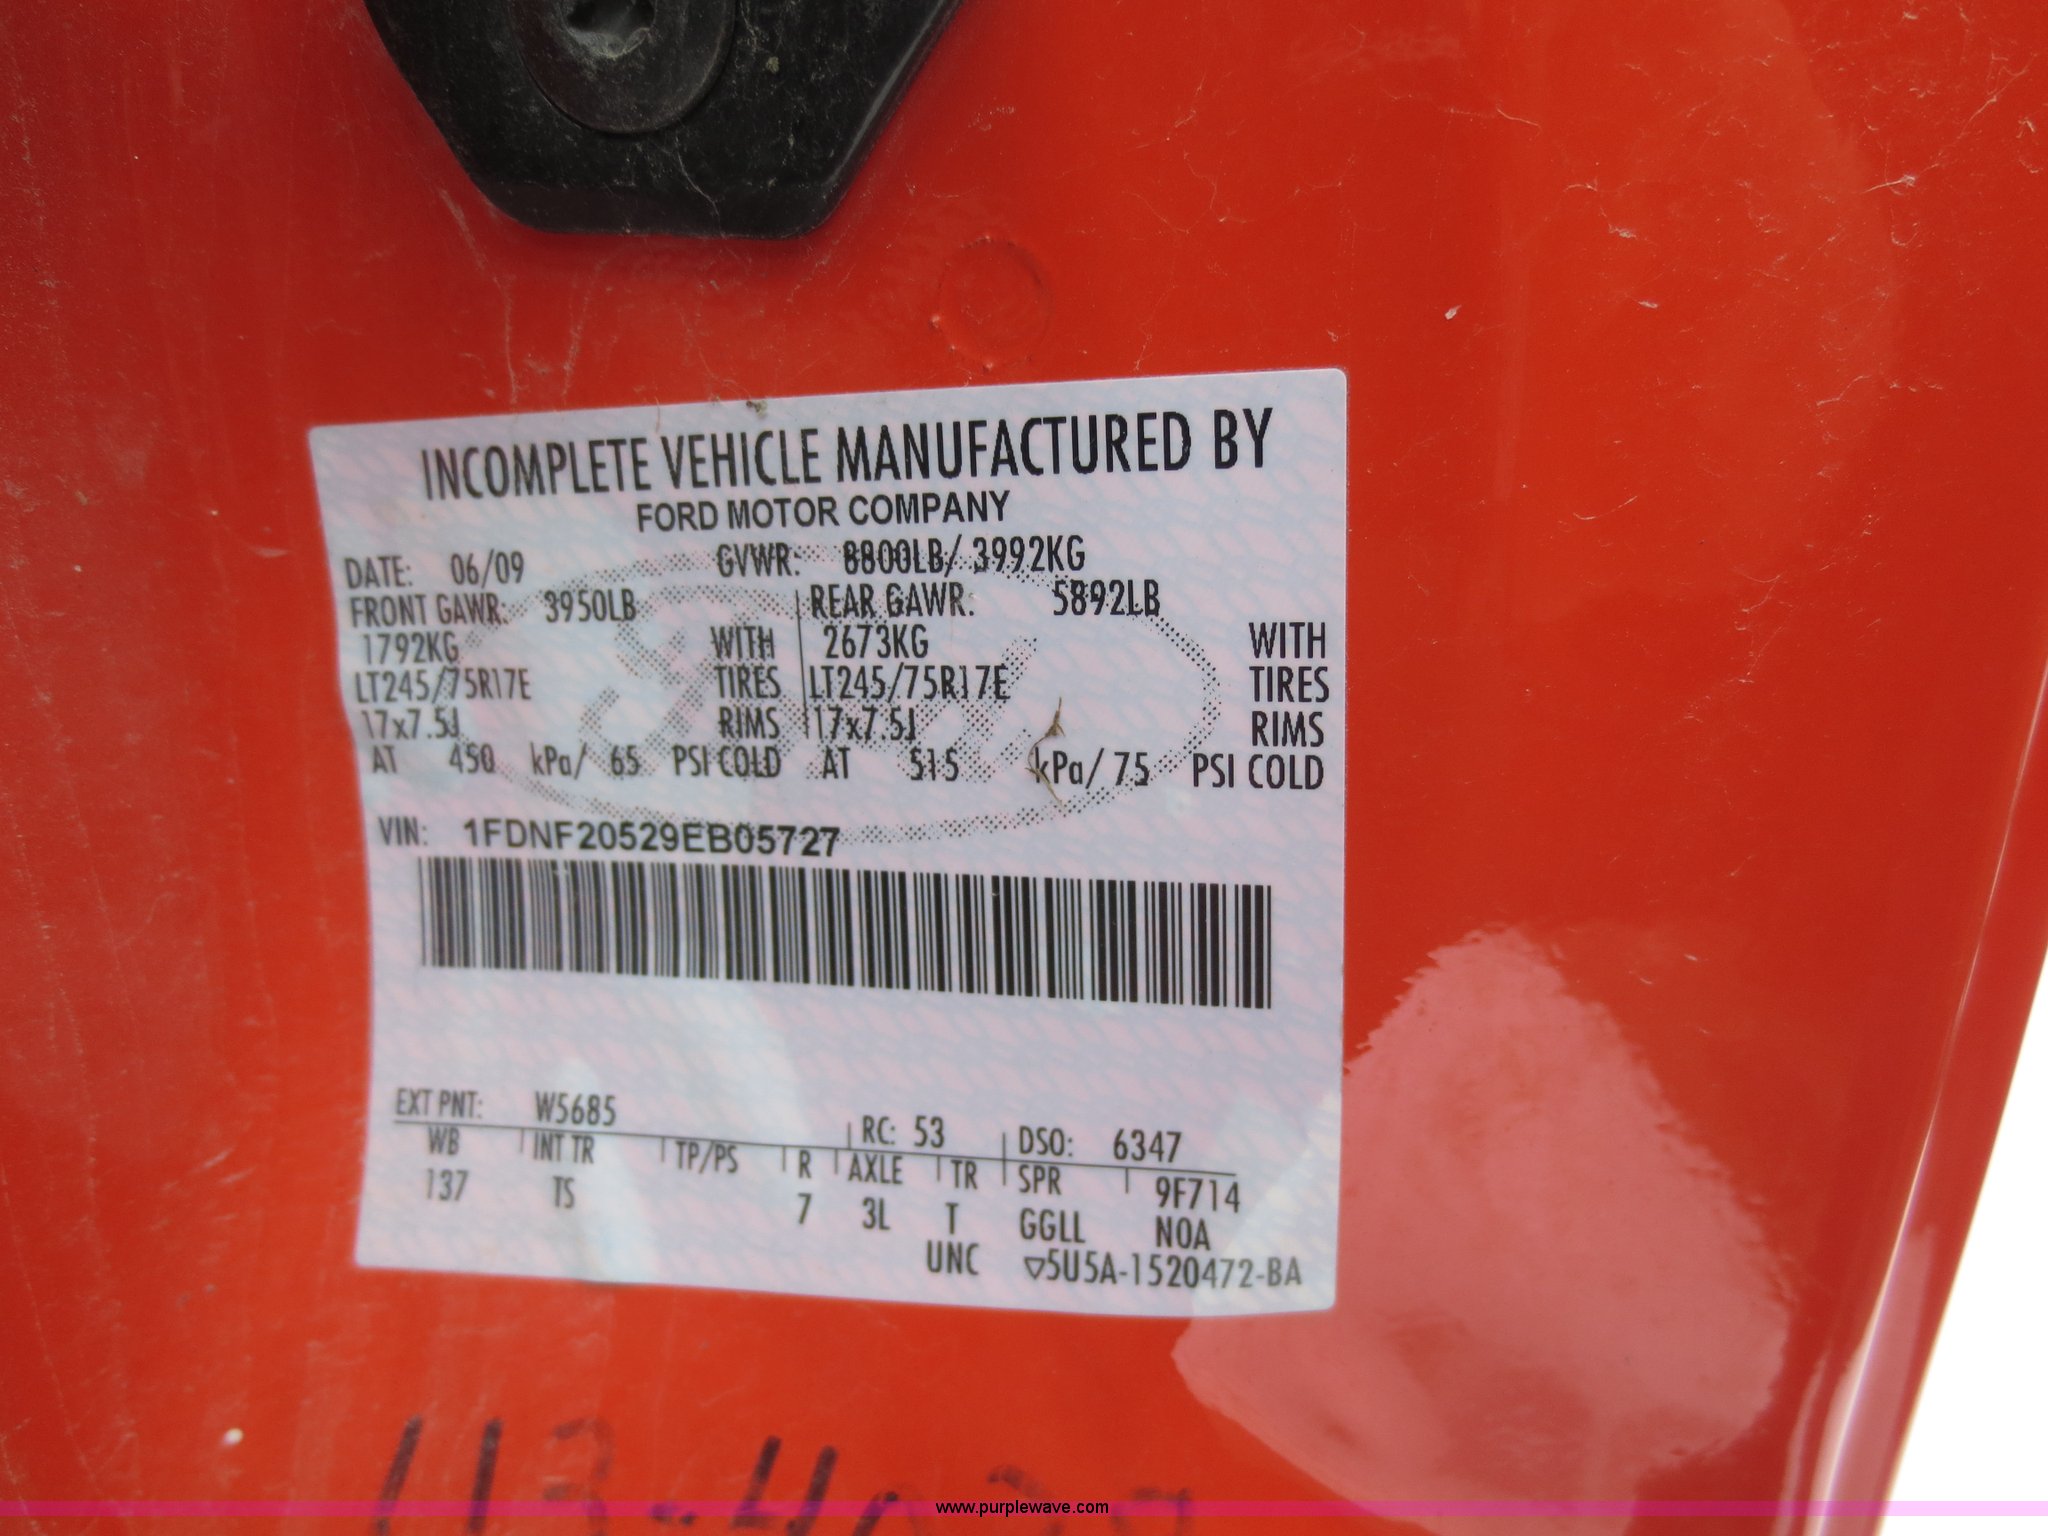 INCOMPLETE VEHICLE MANUFACTURED BY
FORD MOTOR COMPANY
DATE: 06/09 GVWR: 8800LB/ 3992KG
FRONT GAWR: 3950LB REAR GAWR: 5892LB
1792KG WITH 2673KG WITH
LT245/75R17E TIRES LT245/75R17E TIRES
17x7.5J RIMS 17x7.5J RIMS
AT 450 kPa/ 65 PSI COLD AT 515 kPa/ 75 PSI COLD
VIN: 1FDNF20529EB05727
EXT PNT: W5685 RC: 53 DSO: 6347
WB INT TR TP/PS R AXLE TR SPR 9F714
137 TS 7 3L T GGLL NOA
UNC ▽5U5A-1520472-BA
www.purplewave.com